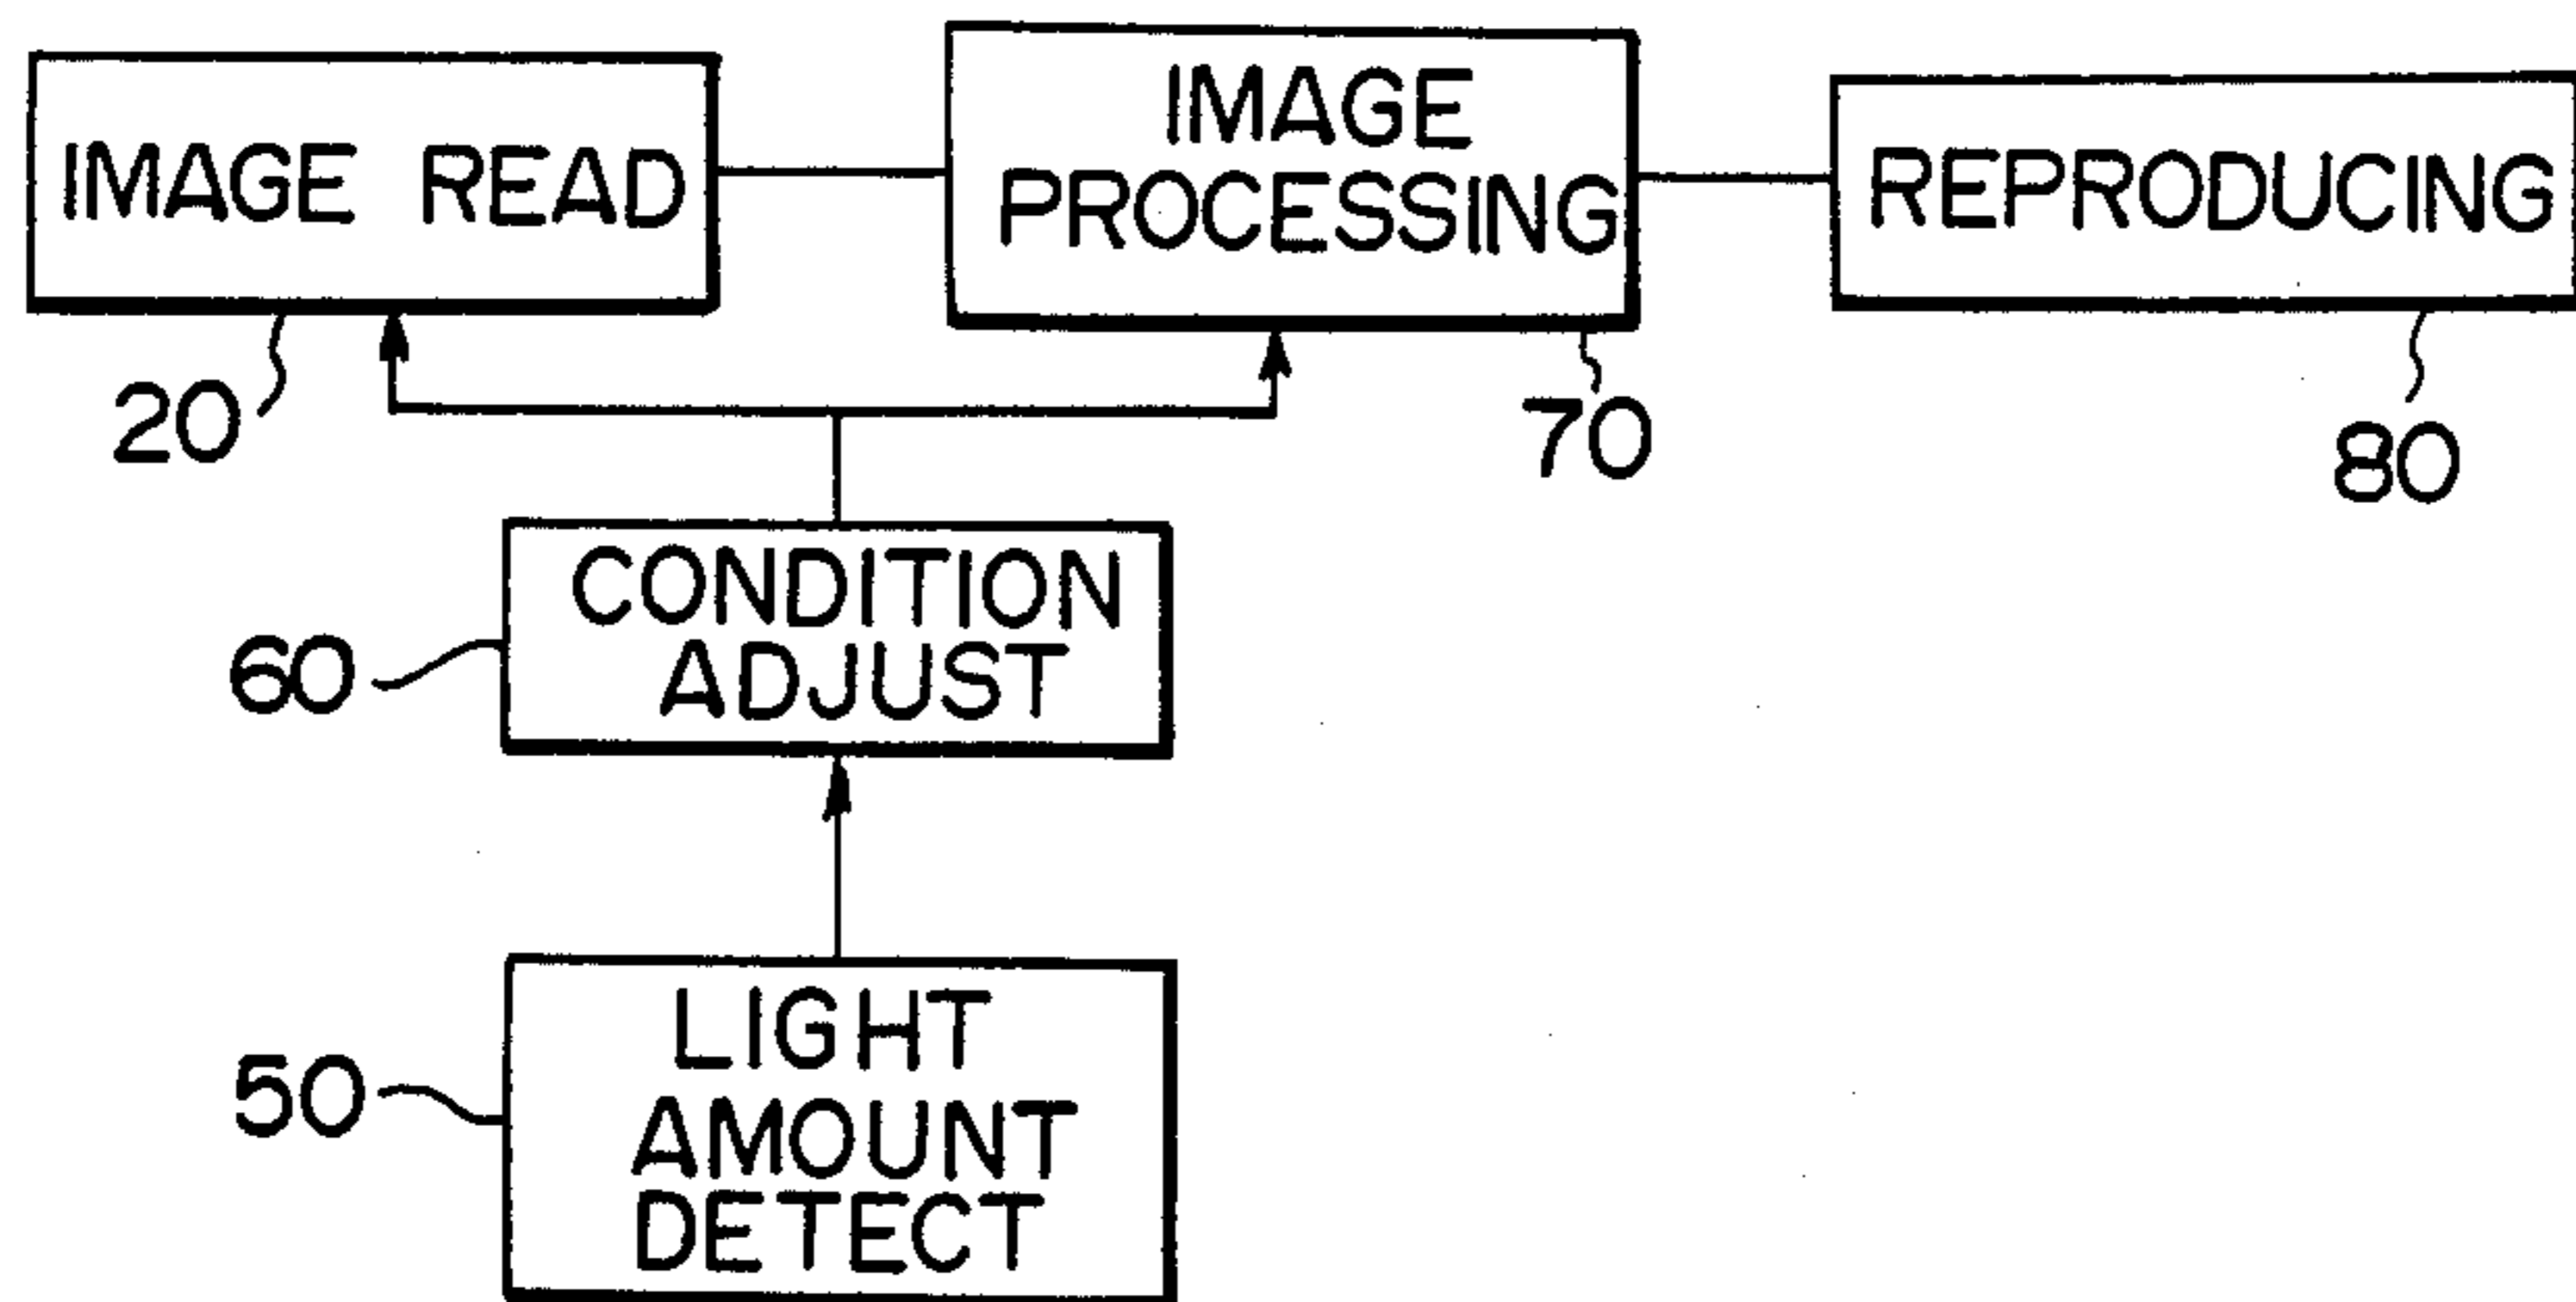 IMAGE READ
IMAGE
PROCESSING
REPRODUCING
20
70
80
CONDITION
ADJUST
60
LIGHT
AMOUNT
DETECT
50